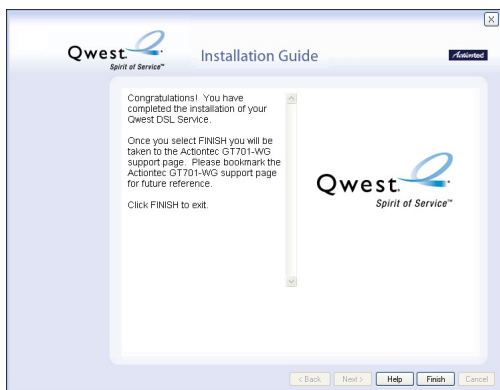 Qwest.
Spirit of Service™
Installation Guide
Actiontec
Congratulations! You have
completed the installation of your
Qwest DSL Service.
Once you select FINISH you will be
taken to the Actiontec GT701-WG
support page. Please bookmark the
Actiontec GT701-WG support page
for future reference.
Click FINISH to exit.
Qwest.
Spirit of Service™
< Back
Next >
Help
Finish
Cancel